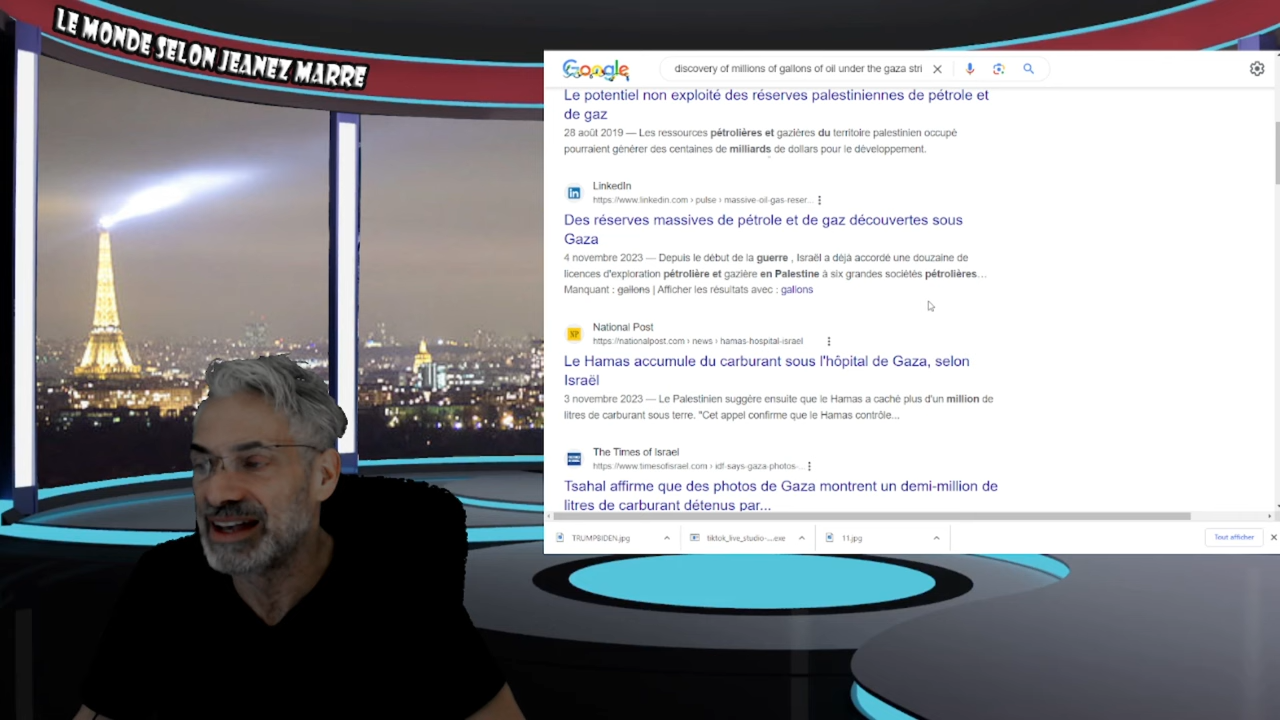 LE MONDE SELON JEANEZ MARRE
Google
discovery of millions of gallons of oil under the gaza stri
Le potentiel non exploité des réserves palestiniennes de pétrole et
de gaz
28 août 2019 — Les ressources pétrolières et gazières du territoire palestinien occupé
pourraient générer des centaines de milliards de dollars pour le développement.
LinkedIn
https://www.linkedin.com › pulse › massive-oil-gas-reser...
Des réserves massives de pétrole et de gaz découvertes sous
Gaza
4 novembre 2023 — Depuis le début de la guerre , Israël a déjà accordé une douzaine de
licences d'exploration pétrolière et gazière en Palestine à six grandes sociétés pétrolières...
Manquant : gallons | Afficher les résultats avec : gallons
NP
National Post
https://nationalpost.com › news › hamas-hospital-israel
Le Hamas accumule du carburant sous l'hôpital de Gaza, selon
Israël
3 novembre 2023 — Le Palestinien suggère ensuite que le Hamas a caché plus d'un million de
litres de carburant sous terre. "Cet appel confirme que le Hamas contrôle...
The Times of Israel
https://www.timesofisrael.com › idf-says-gaza-photos-...
Tsahal affirme que des photos de Gaza montrent un demi-million de
litres de carburant détenus par...
TRUMPBIDEN.jpg
tiktok_live_studio-...exe
11.jpg
Tout afficher